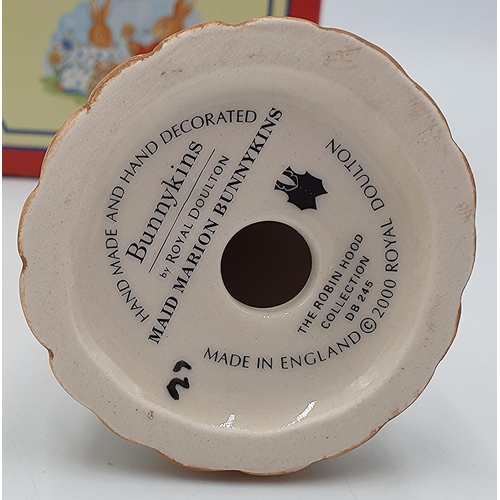 HAND MADE AND HAND DECORATED
Bunnykins
by ROYAL DOULTON
MAID MARION BUNNYKINS
THE ROBIN HOOD
COLLECTION
DB 245
MADE IN ENGLAND © 2000 ROYAL DOULTON